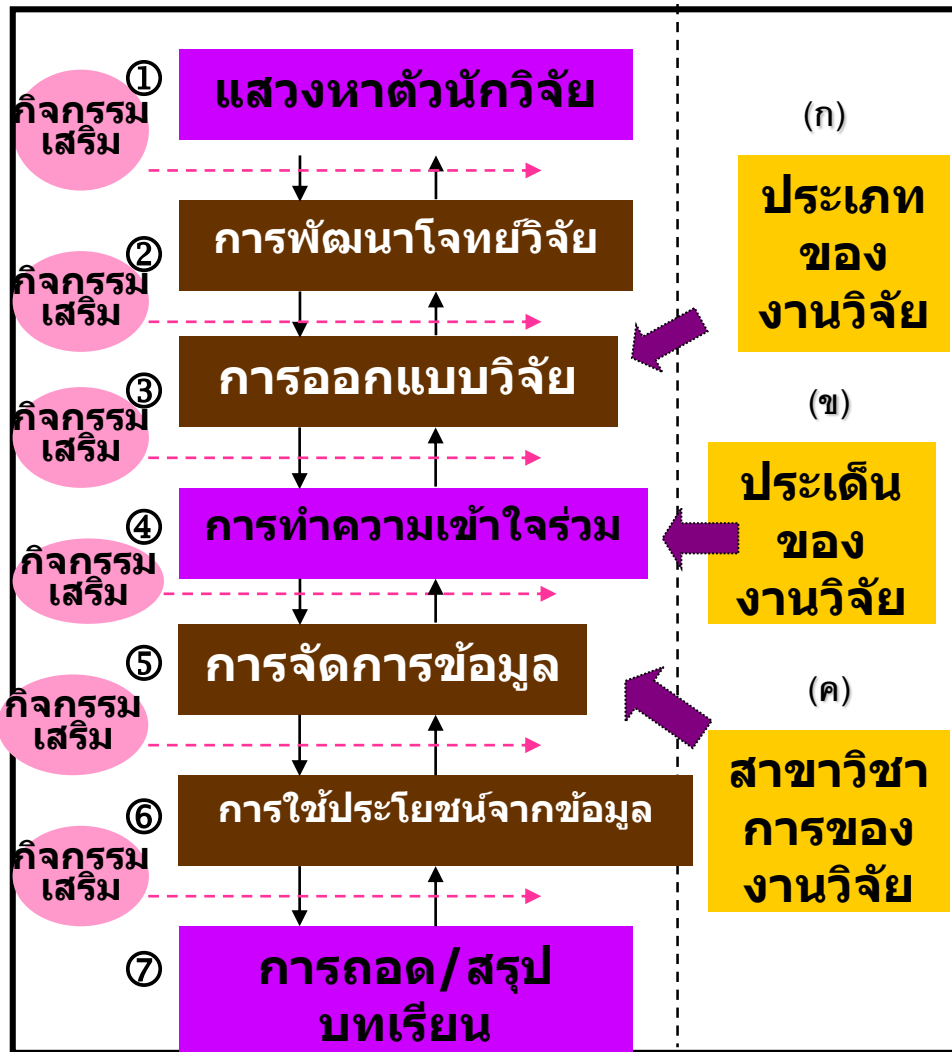 ①
แสวงหาตัวนักวิจัย
กิจกรรม
เสริม
②
การพัฒนาโจทย์วิจัย
กิจกรรม
เสริม
③
การออกแบบวิจัย
กิจกรรม
เสริม
④
การทำความเข้าใจร่วม
กิจกรรม
เสริม
⑤
การจัดการข้อมูล
กิจกรรม
เสริม
⑥
การใช้ประโยชน์จากข้อมูล
กิจกรรม
เสริม
⑦
การถอด/สรุป
บทเรียน
(ก)
ประเภท
ของ
งานวิจัย
(ข)
ประเด็น
ของ
งานวิจัย
(ค)
สาขาวิชา
การของ
งานวิจัย